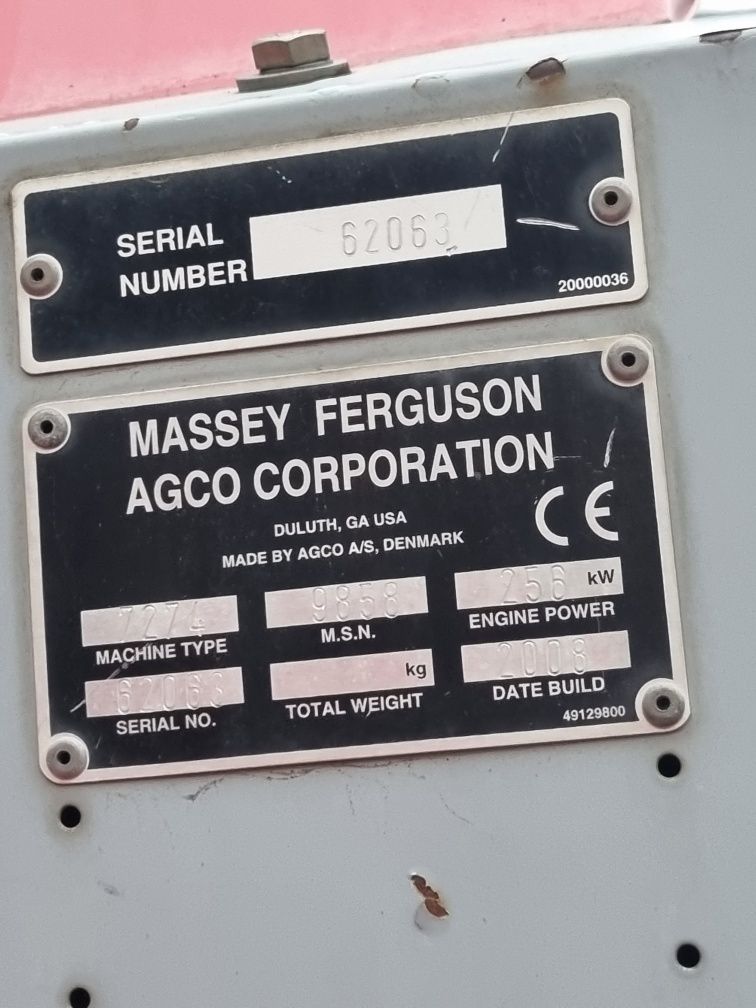 SERIAL
NUMBER
62063
20000036
MASSEY FERGUSON
AGCO CORPORATION
DULUTH, GA USA
MADE BY AGCO A/S, DENMARK
CE
7274
9858
256 kW
MACHINE TYPE
M.S.N.
ENGINE POWER
62063
kg
2008
SERIAL NO.
TOTAL WEIGHT
DATE BUILD
49129800